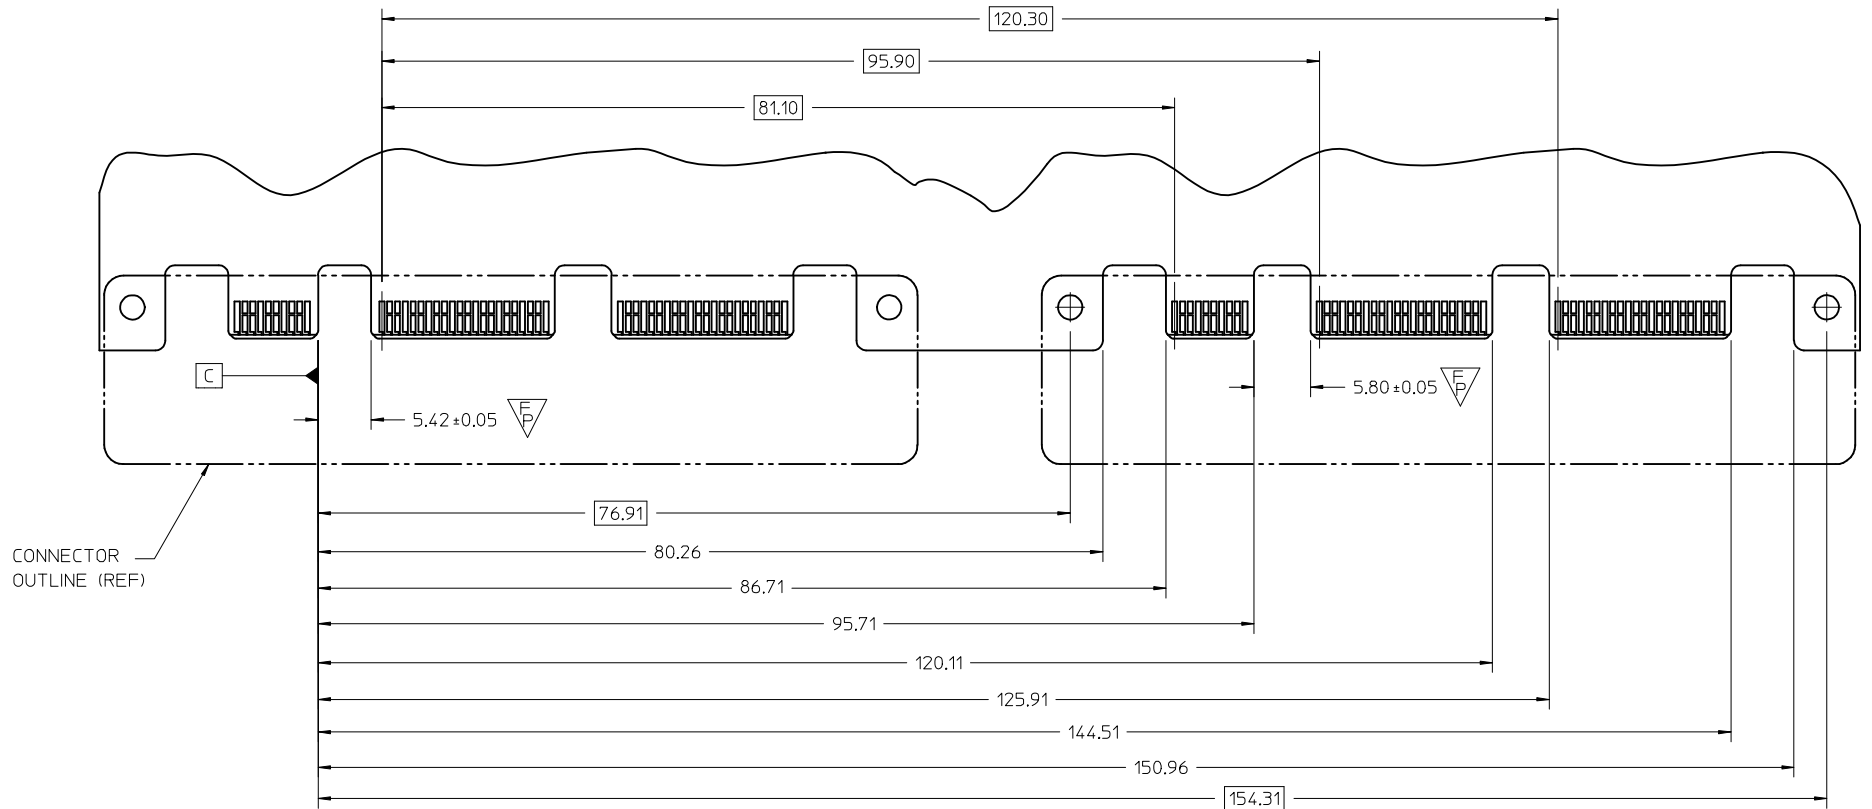 120.30
95.90
81.10
C
5.80±0.05
F
P
5.42±0.05
F
P
76.91
CONNECTOR
OUTLINE (REF)
80.26
86.71
95.71
120.11
125.91
144.51
150.96
154.31